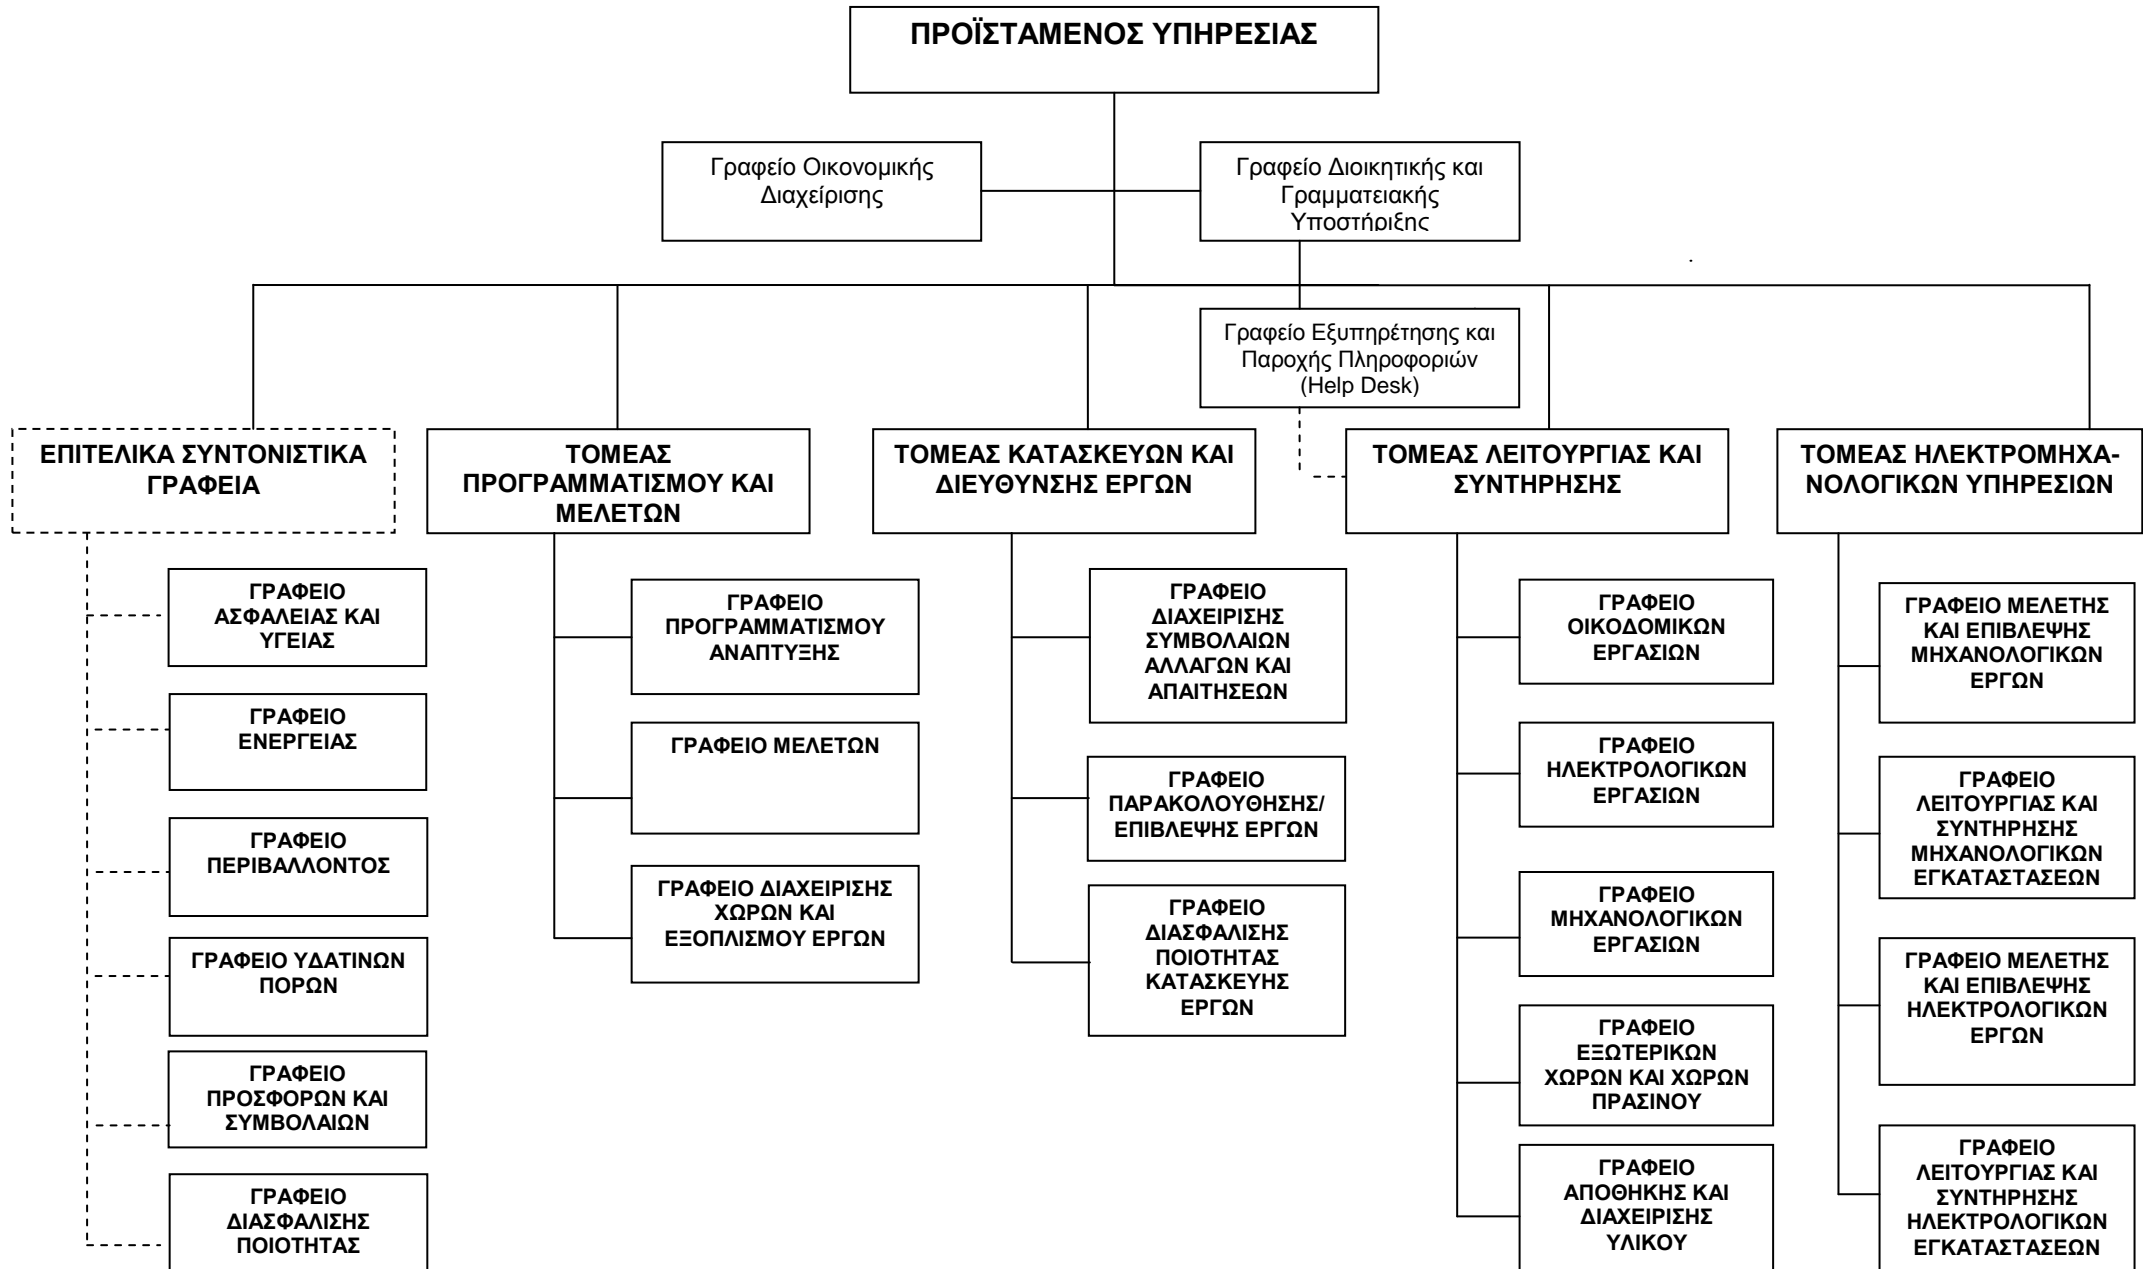 ΠΡΟΪΣΤΑΜΕΝΟΣ ΥΠΗΡΕΣΙΑΣ
Γραφείο Οικονομικής
Διαχείρισης
Γραφείο Διοικητικής και
Γραμματειακής
Υποστήριξης
Γραφείο Εξυπηρέτησης και
Παροχής Πληροφοριών
(Help Desk)
ΕΠΙΤΕΛΙΚΑ ΣΥΝΤΟΝΙΣΤΙΚΑ
ΓΡΑΦΕΙΑ
ΓΡΑΦΕΙΟ
ΑΣΦΑΛΕΙΑΣ ΚΑΙ
ΥΓΕΙΑΣ
ΓΡΑΦΕΙΟ
ΕΝΕΡΓΕΙΑΣ
ΓΡΑΦΕΙΟ
ΠΕΡΙΒΑΛΛΟΝΤΟΣ
ΓΡΑΦΕΙΟ ΥΔΑΤΙΝΩΝ
ΠΟΡΩΝ
ΓΡΑΦΕΙΟ
ΠΡΟΣΦΟΡΩΝ ΚΑΙ
ΣΥΜΒΟΛΑΙΩΝ
ΓΡΑΦΕΙΟ
ΔΙΑΣΦΑΛΙΣΗΣ
ΠΟΙΟΤΗΤΑΣ
ΤΟΜΕΑΣ
ΠΡΟΓΡΑΜΜΑΤΙΣΜΟΥ ΚΑΙ
ΜΕΛΕΤΩΝ
ΓΡΑΦΕΙΟ
ΠΡΟΓΡΑΜΜΑΤΙΣΜΟΥ
ΑΝΑΠΤΥΞΗΣ
ΓΡΑΦΕΙΟ ΜΕΛΕΤΩΝ
ΓΡΑΦΕΙΟ ΔΙΑΧΕΙΡΙΣΗΣ
ΧΩΡΩΝ ΚΑΙ
ΕΞΟΠΛΙΣΜΟΥ ΕΡΓΩΝ
ΤΟΜΕΑΣ ΚΑΤΑΣΚΕΥΩΝ ΚΑΙ
ΔΙΕΥΘΥΝΣΗΣ ΕΡΓΩΝ
ΓΡΑΦΕΙΟ
ΔΙΑΧΕΙΡΙΣΗΣ
ΣΥΜΒΟΛΑΙΩΝ
ΑΛΛΑΓΩΝ ΚΑΙ
ΑΠΑΙΤΗΣΕΩΝ
ΓΡΑΦΕΙΟ
ΠΑΡΑΚΟΛΟΥΘΗΣΗΣ/
ΕΠΙΒΛΕΨΗΣ ΕΡΓΩΝ
ΓΡΑΦΕΙΟ
ΔΙΑΣΦΑΛΙΣΗΣ
ΠΟΙΟΤΗΤΑΣ
ΚΑΤΑΣΚΕΥΗΣ
ΕΡΓΩΝ
ΤΟΜΕΑΣ ΛΕΙΤΟΥΡΓΙΑΣ ΚΑΙ
ΣΥΝΤΗΡΗΣΗΣ
ΓΡΑΦΕΙΟ
ΟΙΚΟΔΟΜΙΚΩΝ
ΕΡΓΑΣΙΩΝ
ΓΡΑΦΕΙΟ
ΗΛΕΚΤΡΟΛΟΓΙΚΩΝ
ΕΡΓΑΣΙΩΝ
ΓΡΑΦΕΙΟ
ΜΗΧΑΝΟΛΟΓΙΚΩΝ
ΕΡΓΑΣΙΩΝ
ΓΡΑΦΕΙΟ
ΕΞΩΤΕΡΙΚΩΝ
ΧΩΡΩΝ ΚΑΙ ΧΩΡΩΝ
ΠΡΑΣΙΝΟΥ
ΓΡΑΦΕΙΟ
ΑΠΟΘΗΚΗΣ ΚΑΙ
ΔΙΑΧΕΙΡΙΣΗΣ
ΥΛΙΚΟΥ
ΤΟΜΕΑΣ ΗΛΕΚΤΡΟΜΗΧΑ-
ΝΟΛΟΓΙΚΩΝ ΥΠΗΡΕΣΙΩΝ
ΓΡΑΦΕΙΟ ΜΕΛΕΤΗΣ
ΚΑΙ ΕΠΙΒΛΕΨΗΣ
ΜΗΧΑΝΟΛΟΓΙΚΩΝ
ΕΡΓΩΝ
ΓΡΑΦΕΙΟ
ΛΕΙΤΟΥΡΓΙΑΣ ΚΑΙ
ΣΥΝΤΗΡΗΣΗΣ
ΜΗΧΑΝΟΛΟΓΙΚΩΝ
ΕΓΚΑΤΑΣΤΑΣΕΩΝ
ΓΡΑΦΕΙΟ ΜΕΛΕΤΗΣ
ΚΑΙ ΕΠΙΒΛΕΨΗΣ
ΗΛΕΚΤΡΟΛΟΓΙΚΩΝ
ΕΡΓΩΝ
ΓΡΑΦΕΙΟ
ΛΕΙΤΟΥΡΓΙΑΣ ΚΑΙ
ΣΥΝΤΗΡΗΣΗΣ
ΗΛΕΚΤΡΟΛΟΓΙΚΩΝ
ΕΓΚΑΤΑΣΤΑΣΕΩΝ